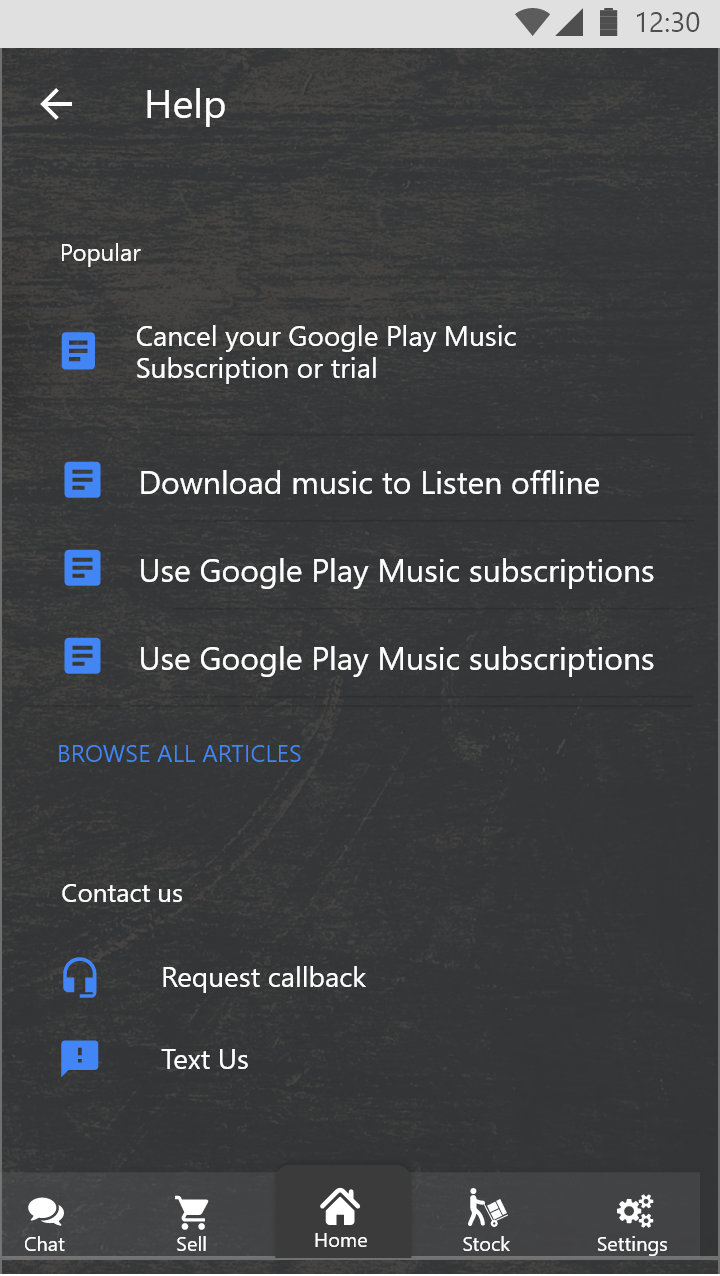 12:30
Help
Popular
Cancel your Google Play Music
Subscription or trial
Download music to Listen offline
Use Google Play Music subscriptions
Use Google Play Music subscriptions
BROWSE ALL ARTICLES
Contact us
Request callback
Text Us
Chat
Sell
Home
Stock
Settings